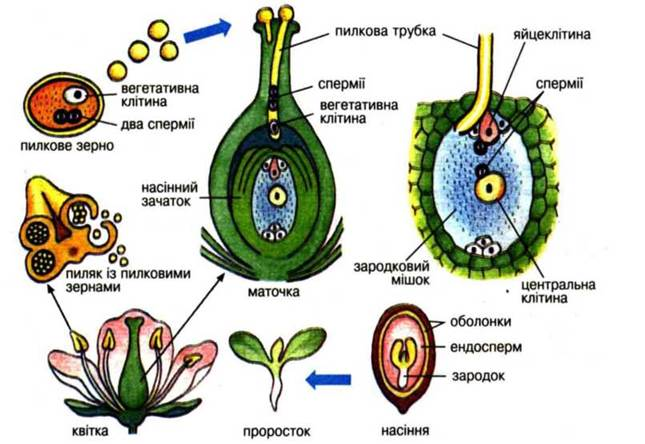 вегетативна
клітина
два спермії
пилкове зерно
пилкова трубка
спермії
вегетативна
клітина
яйцеклітина
спермії
насінний
зачаток
маточка
зародковий
мішок
центральна
клітина
пиляк із пилковими
зернами
квітка
проросток
оболонки
ендосперм
зародок
насіння